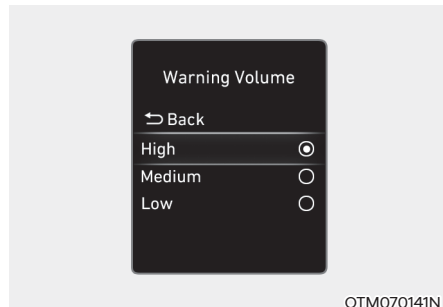 Warning Volume
Back
High
Medium
Low
OTM070141N